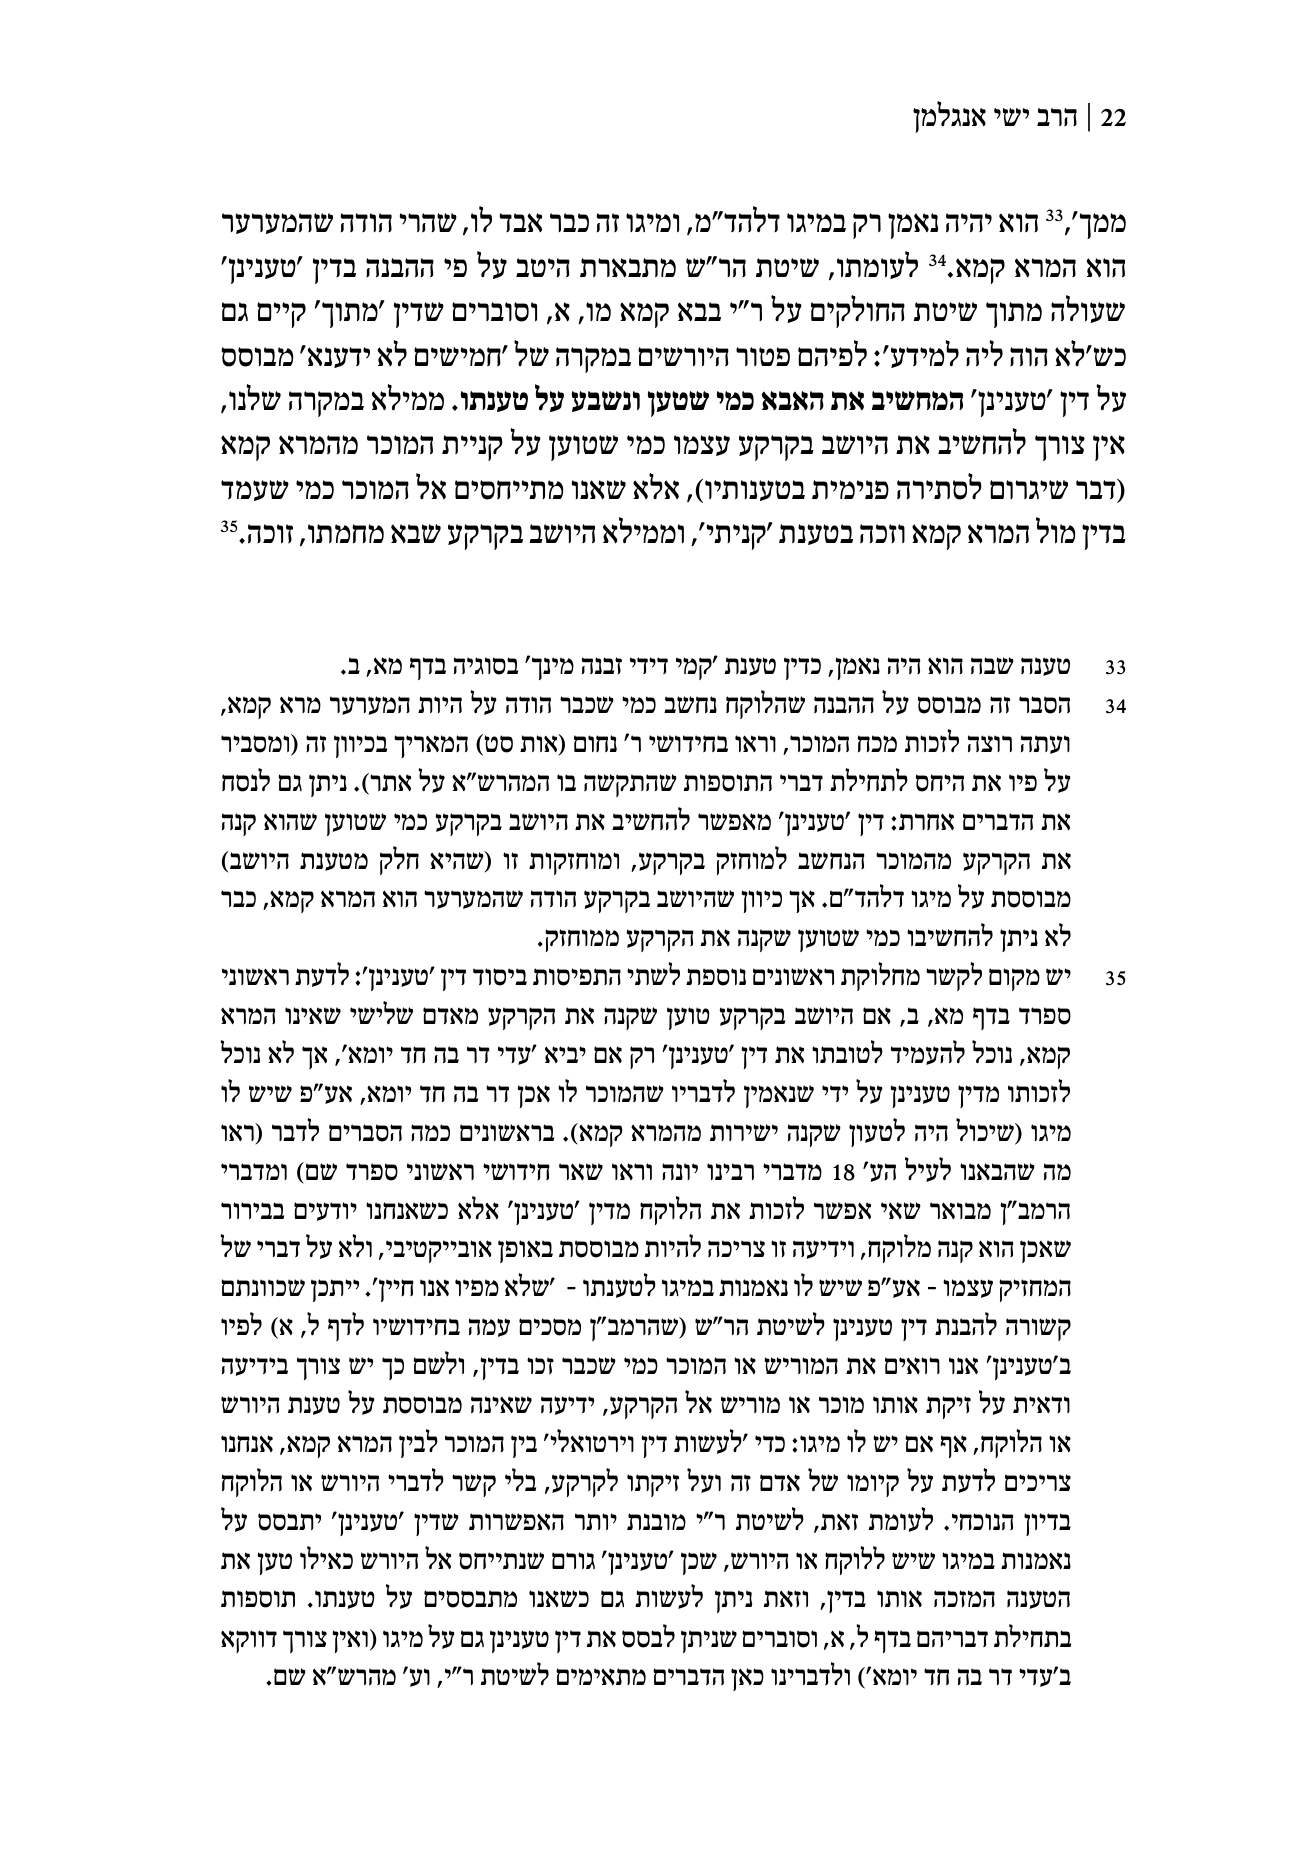 22 | הרב ישי אנגלמן
ממך',33 הוא יהיה נאמן רק במיגו דלהד"מ, ומיגו זה כבר אבד לו, שהרי הודה שהמערער
הוא המרא קמא.34 לעומתו, שיטת הר"ש מתבארת היטב על פי ההבנה בדין 'טענינן'
שעולה מתוך שיטת החולקים על ר"י בבא קמא מו, א, וסוברים שדין 'מתוך' קיים גם
כש'לא הוה ליה למידע': לפיהם פטור היורשים במקרה של 'חמישים לא ידענא' מבוסס
על דין 'טענינן' המחשיב את האבא כמי שטען ונשבע על טענתו. ממילא במקרה שלנו,
אין צורך להחשיב את היושב בקרקע עצמו כמי שטוען על קניית המוכר מהמרא קמא
(דבר שיגרום לסתירה פנימית בטענותיו), אלא שאנו מתייחסים אל המוכר כמי שעמד
בדין מול המרא קמא וזכה בטענת 'קניתי', וממילא היושב בקרקע שבא מחמתו, זוכה.35
33 טענה שבה הוא היה נאמן, כדין טענת 'קמי דידי זבנה מינך' בסוגיה בדף מא, ב.
34 הסבר זה מבוסס על ההבנה שהלוקח נחשב כמי שכבר הודה על היות המערער מרא קמא,
ועתה רוצה לזכות מכח המוכר, וראו בחידושי ר' נחום (אות סט) המאריך בכיוון זה (ומסביר
על פיו את היחס לתחילת דברי התוספות שהתקשה בו המהרש"א על אתר). ניתן גם לנסח
את הדברים אחרת: דין 'טענינן' מאפשר להחשיב את היושב בקרקע כמי שטוען שהוא קנה
את הקרקע מהמוכר הנחשב למוחזק בקרקע, ומוחזקות זו (שהיא חלק מטענת היושב)
מבוססת על מיגו דלהד"ם. אך כיוון שהיושב בקרקע הודה שהמערער הוא המרא קמא, כבר
לא ניתן להחשיבו כמי שטוען שקנה את הקרקע ממוחזק.
35 יש מקום לקשר מחלוקת ראשונים נוספת לשתי התפיסות ביסוד דין 'טענינן': לדעת ראשוני
ספרד בדף מא, ב, אם היושב בקרקע טוען שקנה את הקרקע מאדם שלישי שאינו המרא
קמא, נוכל להעמיד לטובתו את דין 'טענינן' רק אם יביא 'עדי דר בה חד יומא', אך לא נוכל
לזכותו מדין טענינן על ידי שנאמין לדבריו שהמוכר לו אכן דר בה חד יומא, אע"פ שיש לו
מיגו (שיכול היה לטעון שקנה ישירות מהמרא קמא). בראשונים כמה הסברים לדבר (ראו
מה שהבאנו לעיל הע' 18 מדברי רבינו יונה וראו שאר חידושי ראשוני ספרד שם) ומדברי
הרמב"ן מבואר שאי אפשר לזכות את הלוקח מדין 'טענינן' אלא כשאנחנו יודעים בבירור
שאכן הוא קנה מלוקח, וידיעה זו צריכה להיות מבוססת באופן אובייקטיבי, ולא על דברי של
המחזיק עצמו - אע"פ שיש לו נאמנות במיגו לטענתו - 'שלא מפיו אנו חיין'. ייתכן שכוונתם
קשורה להבנת דין טענינן לשיטת הר"ש (שהרמב"ן מסכים עמה בחידושיו לדף ל, א) לפיו
ב'טענינן' אנו רואים את המוריש או המוכר כמי שכבר זכו בדין, ולשם כך יש צורך בידיעה
ודאית על זיקת אותו מוכר או מוריש אל הקרקע, ידיעה שאינה מבוססת על טענת היורש
או הלוקח, אף אם יש לו מיגו: כדי 'לעשות דין וירטואלי' בין המוכר לבין המרא קמא, אנחנו
צריכים לדעת על קיומו של אדם זה ועל זיקתו לקרקע, בלי קשר לדברי היורש או הלוקח
בדיון הנוכחי. לעומת זאת, לשיטת ר"י מובנת יותר האפשרות שדין 'טענינן' יתבסס על
נאמנות במיגו שיש ללוקח או היורש, שכן 'טענינן' גורם שנתייחס אל היורש כאילו טען את
הטענה המזכה אותו בדין, וזאת ניתן לעשות גם כשאנו מתבססים על טענתו. תוספות
בתחילת דבריהם בדף ל, א, וסוברים שניתן לבסס את דין טענינן גם על מיגו (ואין צורך דווקא
ב'עדי דר בה חד יומא') ולדברינו כאן הדברים מתאימים לשיטת ר"י, וע' מהרש"א שם.